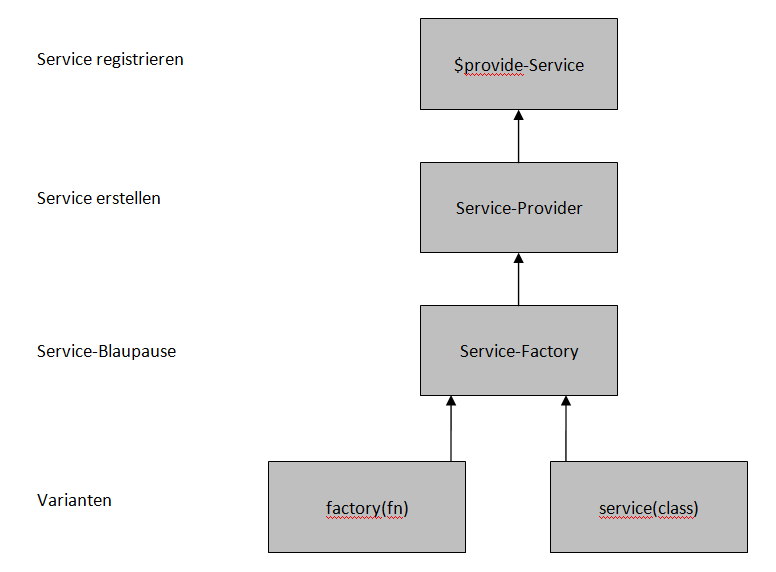 Service registrieren
$provide-Service
Service erstellen
Service-Provider
Service-Blaupause
Service-Factory
Varianten
factory(fn)
service(class)